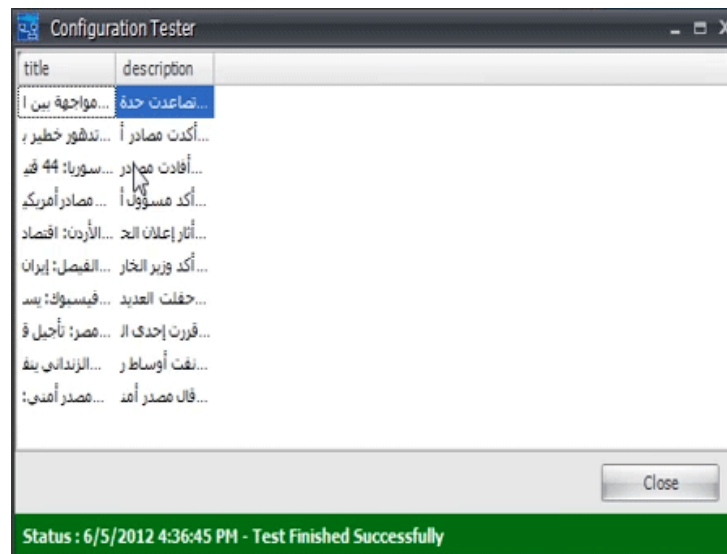 Configuration Tester
title description
مواجهة بين ا... تصاعدت حدة...
تدهور خطير ب... أكدت مصادر أ...
سوريا: 44 قتي... أفادت مصادر...
مصادر أمريكي... أكد مسؤول أ...
الأردن: اقتصاد... أثار إعلان الح...
الفيصل: إيران... أكد وزير الخار...
فيسبوك: يس... حفلت العديد...
مصر: تأجيل ق... قررت إحدى ال...
الزنداني ينف... نفت أوساط ر...
مصدر أمني:... قال مصدر أمن...
Close
Status : 6/5/2012 4:36:45 PM - Test Finished Successfully